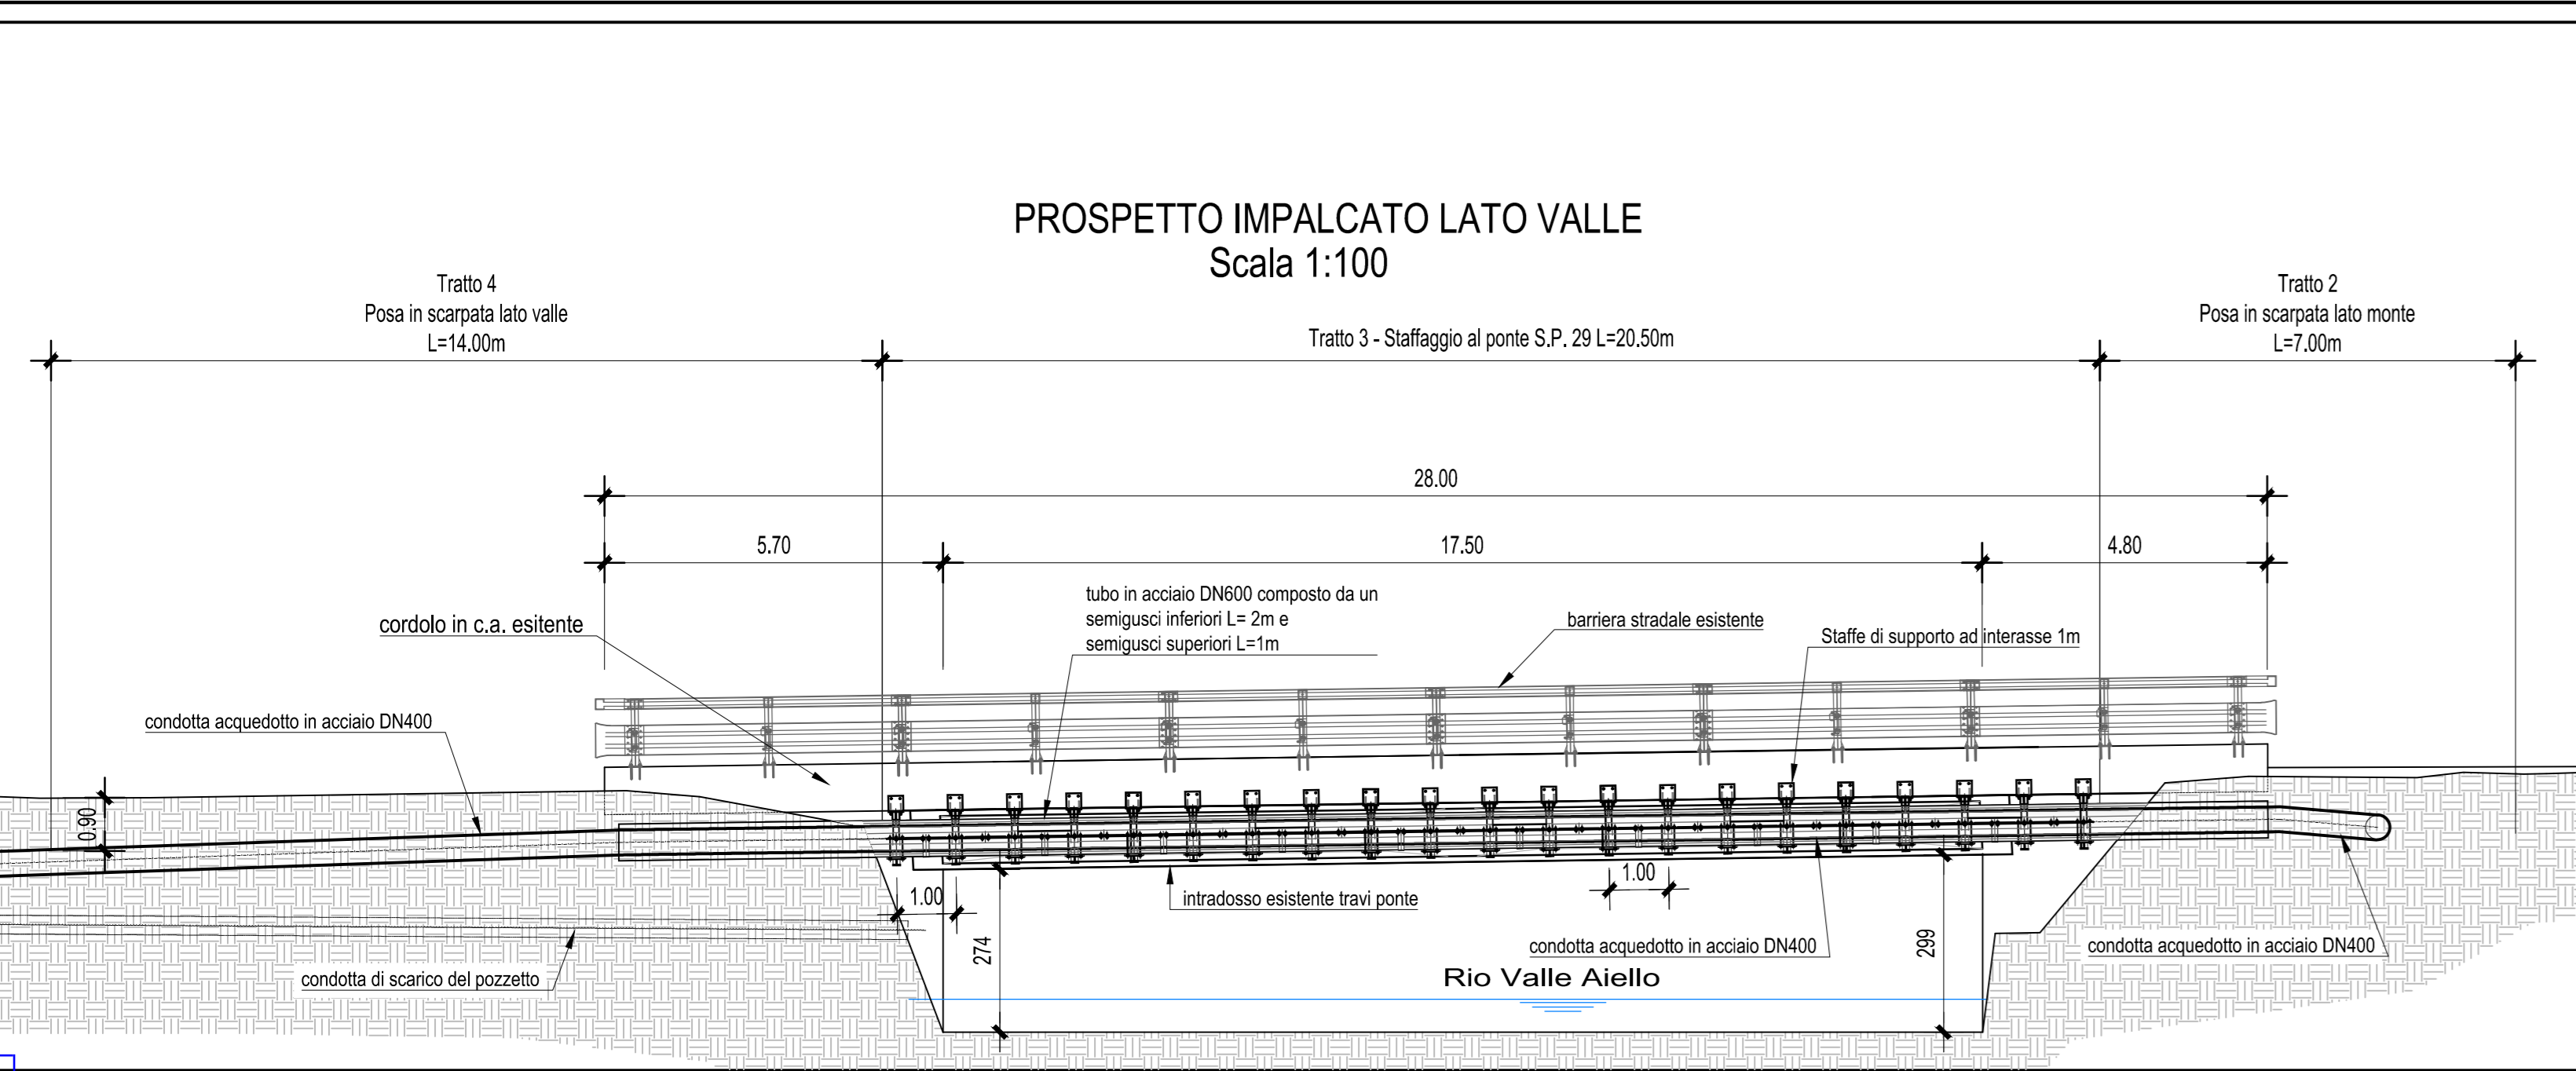 PROSPETTO IMPALCATO LATO VALLE
Scala 1:100
Tratto 4
Posa in scarpata lato valle
L=14.00m
Tratto 3 - Staffaggio al ponte S.P. 29 L=20.50m
Tratto 2
Posa in scarpata lato monte
L=7.00m
28.00
5.70
17.50
4.80
tubo in acciaio DN600 composto da un
semigusci inferiori L= 2m e
semigusci superiori L=1m
cordolo in c.a. esitente
barriera stradale esistente
Staffe di supporto ad interasse 1m
condotta acquedotto in acciaio DN400
0.90
1.00
1.00
intradosso esistente travi ponte
274
299
condotta acquedotto in acciaio DN400
condotta acquedotto in acciaio DN400
Rio Valle Aiello
condotta di scarico del pozzetto